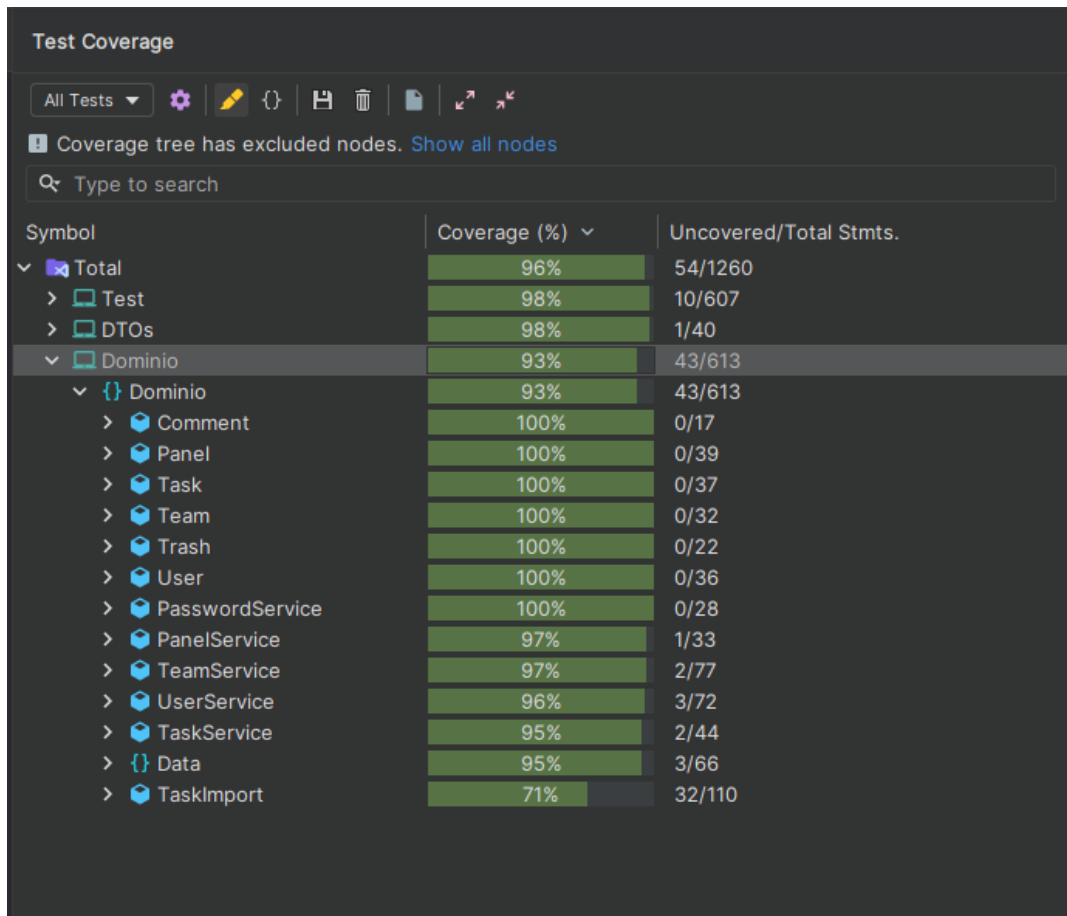 Test Coverage
All Tests
Coverage tree has excluded nodes. Show all nodes
Type to search
Symbol Coverage (%) Uncovered/Total Stmts.
Total 96% 54/1260
Test 98% 10/607
DTOs 98% 1/40
Dominio 93% 43/613
{} Dominio 93% 43/613
Comment 100% 0/17
Panel 100% 0/39
Task 100% 0/37
Team 100% 0/32
Trash 100% 0/22
User 100% 0/36
PasswordService 100% 0/28
PanelService 97% 1/33
TeamService 97% 2/77
UserService 96% 3/72
TaskService 95% 2/44
{} Data 95% 3/66
TaskImport 71% 32/110